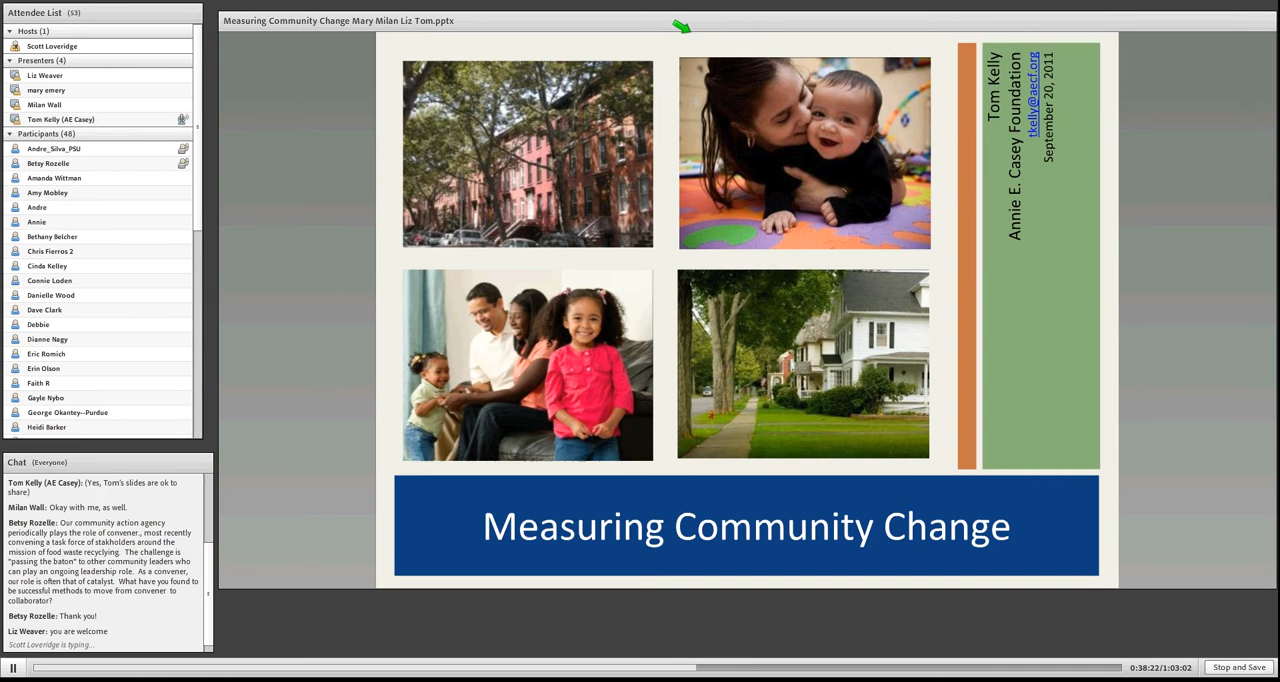 Attendee List (53)
Hosts (1)
Scott Loveridge
Presenters (4)
Liz Weaver
mary emery
Milan Wall
Tom Kelly (AE Casey)
Participants (48)
Andre_Silva_PSU
Betsy Rozelle
Amanda Wittman
Amy Mobley
Andre
Annie
Bethany Belcher
Chris Fierros 2
Cinda Kelley
Connie Loden
Danielle Wood
Dave Clark
Debbie
Dianne Nagy
Eric Romich
Erin Olson
Faith R
Gayle Nybo
George Okantey--Purdue
Heidi Barker
Chat (Everyone)
Tom Kelly (AE Casey): (Yes, Tom's slides are ok to
share)
Milan Wall: Okay with me, as well.
Betsy Rozelle: Our community action agency
periodically plays the role of convener., most recently
convening a task force of stakholders around the
mission of food waste recyclying. The challenge is
"passing the baton" to other community leaders who
can play an ongoing leadership role. As a convener,
our role is often that of catalyst. What have you found to
be successful methods to move from convener to
collaborator?
Betsy Rozelle: Thank you!
Liz Weaver: you are welcome
Scott Loveridge is typing...
Measuring Community Change Mary Milan Liz Tom.pptx
Tom Kelly
Annie E. Casey Foundation
tkelly@aecf.org
September 20, 2011
Measuring Community Change
0:38:22/1:03:02
Stop and Save